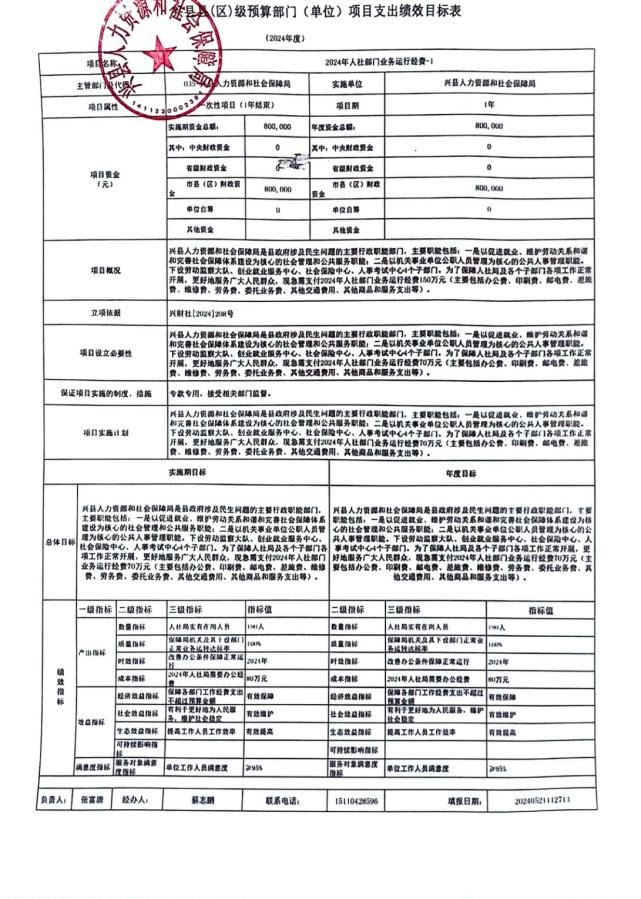 兴县县(区)级预算部门（单位）项目支出绩效目标表
（2024年度）
项目名称 2024年人社部门业务运行经费-1
主管部门及代码 035 兴县人力资源和社会保障局 实施单位 兴县人力资源和社会保障局
项目属性 一次性项目（1年结束） 项目期 1年
项目资金（元） 实施期资金总额： 800,000 年度资金总额： 800,000
其中：中央财政资金 0 其中：中央财政资金 0
省级财政资金 省级财政资金 0
市县（区）财政资金 800,000 市县（区）财政资金 800,000
单位自筹 0 单位自筹 0
其他资金 其他资金
项目概况
兴县人力资源和社会保障局是县政府涉及民生问题的主要行政职能部门，主要职能包括：一是以促进就业、维护劳动关系和谐
和完善社会保障体系建设为核心的社会管理和公共服务职能；二是以机关事业单位公职人员管理为核心的公共人事管理职能。
下设劳动监察大队、创业就业服务中心、社会保险中心、人事考试中心4个子部门。为了保障人社局及各个子部门各项工作正常
开展，更好地服务广大人民群众，现急需支付2024年人社部门业务运行经费150万元（主要包括办公费、印刷费、邮电费、差旅
费、维修费、劳务费、委托业务费、其他交通费用、其他商品和服务支出等）。
立项依据 兴财社[2024]208号
项目设立必要性
兴县人力资源和社会保障局是县政府涉及民生问题的主要行政职能部门，主要职能包括：一是以促进就业、维护劳动关系和谐
和完善社会保障体系建设为核心的社会管理和公共服务职能；二是以机关事业单位公职人员管理为核心的公共人事管理职能。
下设劳动监察大队、创业就业服务中心、社会保险中心、人事考试中心4个子部门。为了保障人社局及各个子部门各项工作正常
开展，更好地服务广大人民群众，现急需支付2024年人社部门业务运行经费70万元（主要包括办公费、印刷费、邮电费、差旅
费、维修费、劳务费、委托业务费、其他交通费用、其他商品和服务支出等）。
保证项目实施的制度、措施 专款专用，接受相关部门监督。
项目实施计划
兴县人力资源和社会保障局是县政府涉及民生问题的主要行政职能部门，主要职能包括：一是以促进就业、维护劳动关系和谐
和完善社会保障体系建设为核心的社会管理和公共服务职能；二是以机关事业单位公职人员管理为核心的公共人事管理职能。
下设劳动监察大队、创业就业服务中心、社会保险中心、人事考试中心4个子部门。为了保障人社局及各个子部门各项工作正常
开展，更好地服务广大人民群众，现急需支付2024年人社部门业务运行经费70万元（主要包括办公费、印刷费、邮电费、差旅
费、维修费、劳务费、委托业务费、其他交通费用、其他商品和服务支出等）。
实施期目标 年度目标
总体目标
兴县人力资源和社会保障局是县政府涉及民生问题的主要行政职能部门，
主要职能包括：一是以促进就业、维护劳动关系和谐和完善社会保障体系
建设为核心的社会管理和公共服务职能；二是以机关事业单位公职人员管
理为核心的公共人事管理职能。下设劳动监察大队、创业就业服务中心、
社会保险中心、人事考试中心4个子部门。为了保障人社局及各个子部门各
项工作正常开展，更好地服务广大人民群众，现急需支付2024年人社部门
业务运行经费70万元（主要包括办公费、印刷费、邮电费、差旅费、维修
费、劳务费、委托业务费、其他交通费用、其他商品和服务支出等）。
兴县人力资源和社会保障局是县政府涉及民生问题的主要行政职能部门，主要职
能包括：一是以促进就业、维护劳动关系和谐和完善社会保障体系建设为核心的
社会管理和公共服务职能；二是以机关事业单位公职人员管理为核心的公共人事
管理职能。下设劳动监察大队、创业就业服务中心、社会保险中心、人事考试中
心4个子部门。为了保障人社局及各个子部门各项工作正常开展，更好地服务广
大人民群众，现急需支付2024年人社部门业务运行经费70万元（主要包括办公
费、印刷费、邮电费、差旅费、维修费、劳务费、委托业务费、其他交通费用、其
他商品和服务支出等）。
绩效指标
一级指标 二级指标 三级指标 指标值 二级指标 三级指标 指标值
产出指标 数量指标 人社局实有在岗人员 190人 数量指标 人社局实有在岗人员 190人
质量指标 保障局机关及其下设部门正常业务运转达标率 100% 质量指标 保障局机关及其下设部门正常业务运转达标率 100%
时效指标 改善办公条件保障正常运行 2024年 时效指标 改善办公条件保障正常运行 2024年
成本指标 2024年人社局需要办公经费 80万元 成本指标 2024年人社局需要办公经费 80万元
效益指标 经济效益指标 保障各部门工作经费支出不超过预算金额 有效保障 经济效益指标 保障各部门工作经费支出不超过预算金额 有效保障
社会效益指标 有利于更好地为人民服务，维护社会稳定 有效维护 社会效益指标 有利于更好地为人民服务，维护社会稳定 有效维护
生态效益指标 提高工作人员工作效率 有效提高 生态效益指标 提高工作人员工作效率 有效提高
可持续影响指标 可持续影响指标
满意度指标 服务对象满意度指标 单位工作人员满意度 ≥95% 服务对象满意度指标 单位工作人员满意度 ≥95%
负责人： 张富唐 经办人： 蔡志鹏 联系电话： 15110428596 填报日期： 20240521112713
兴县人力资源和社会保障局